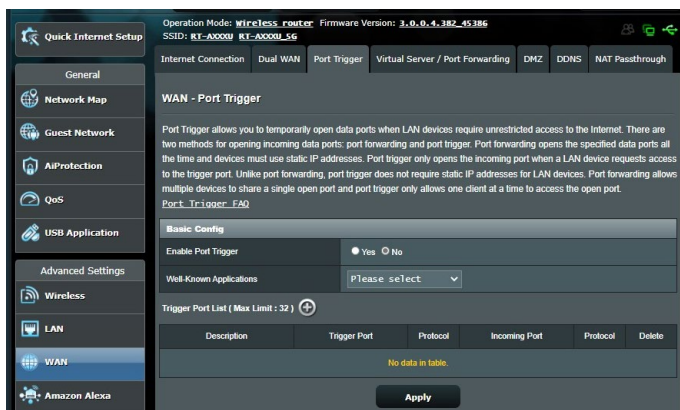 Quick Internet Setup
General
Network Map
Guest Network
AiProtection
QoS
USB Application
Advanced Settings
Wireless
LAN
WAN
Amazon Alexa
Operation Mode: Wireless router Firmware Version: 3.0.0.4.382_45386
SSID: RT-AXXXU RT-AXXXU_5G
Internet Connection Dual WAN Port Trigger Virtual Server / Port Forwarding DMZ DDNS NAT Passthrough
WAN - Port Trigger
Port Trigger allows you to temporarily open data ports when LAN devices require unrestricted access to the Internet. There are
two methods for opening incoming data ports: port forwarding and port trigger. Port forwarding opens the specified data ports all
the time and devices must use static IP addresses. Port trigger only opens the incoming port when a LAN device requests access
to the trigger port. Unlike port forwarding, port trigger does not require static IP addresses for LAN devices. Port forwarding allows
multiple devices to share a single open port and port trigger only allows one client at a time to access the open port.
Port Trigger FAQ
Basic Config
Enable Port Trigger Yes No
Well-Known Applications Please select
Trigger Port List ( Max Limit : 32 )
Description Trigger Port Protocol Incoming Port Protocol Delete
No data in table.
Apply